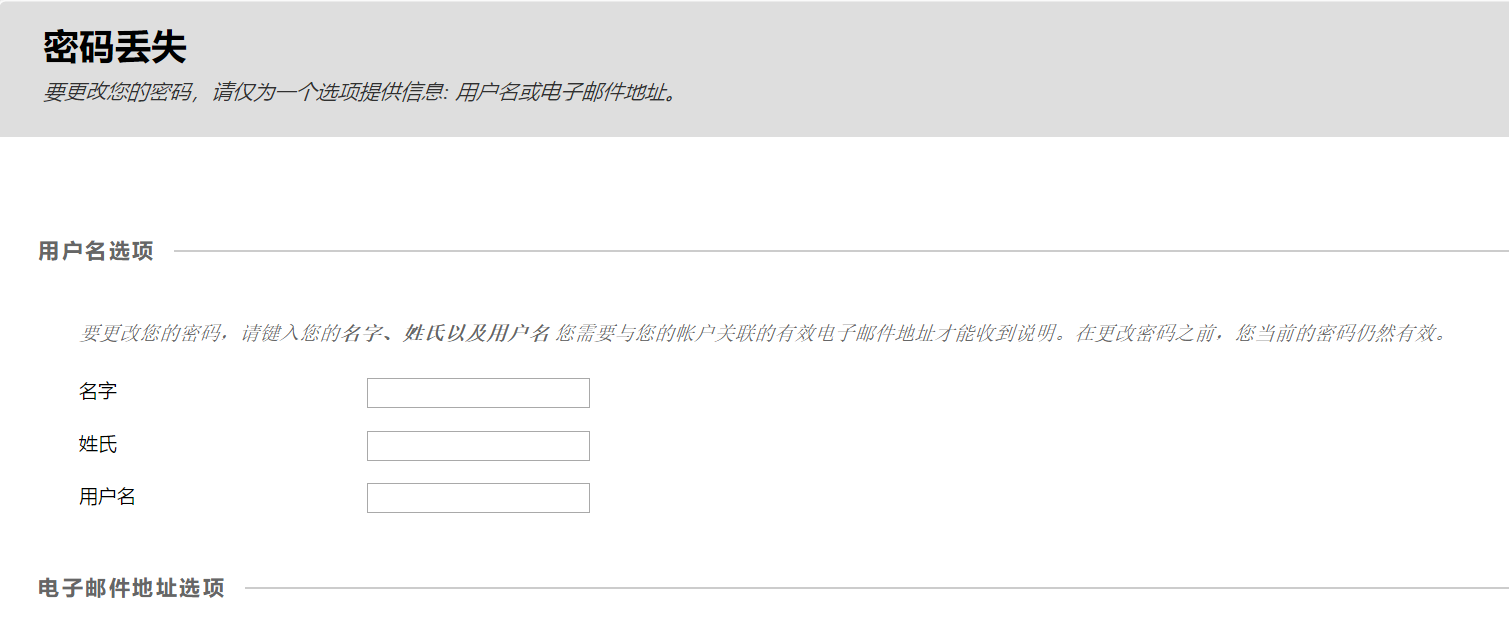 密码丢失
要更改您的密码，请仅为一个选项提供信息: 用户名或电子邮件地址。
用户名选项
要更改您的密码，请键入您的名字、姓氏以及用户名 您需要与您的帐户关联的有效电子邮件地址才能收到说明。在更改密码之前，您当前的密码仍然有效。
名字
姓氏
用户名
电子邮件地址选项